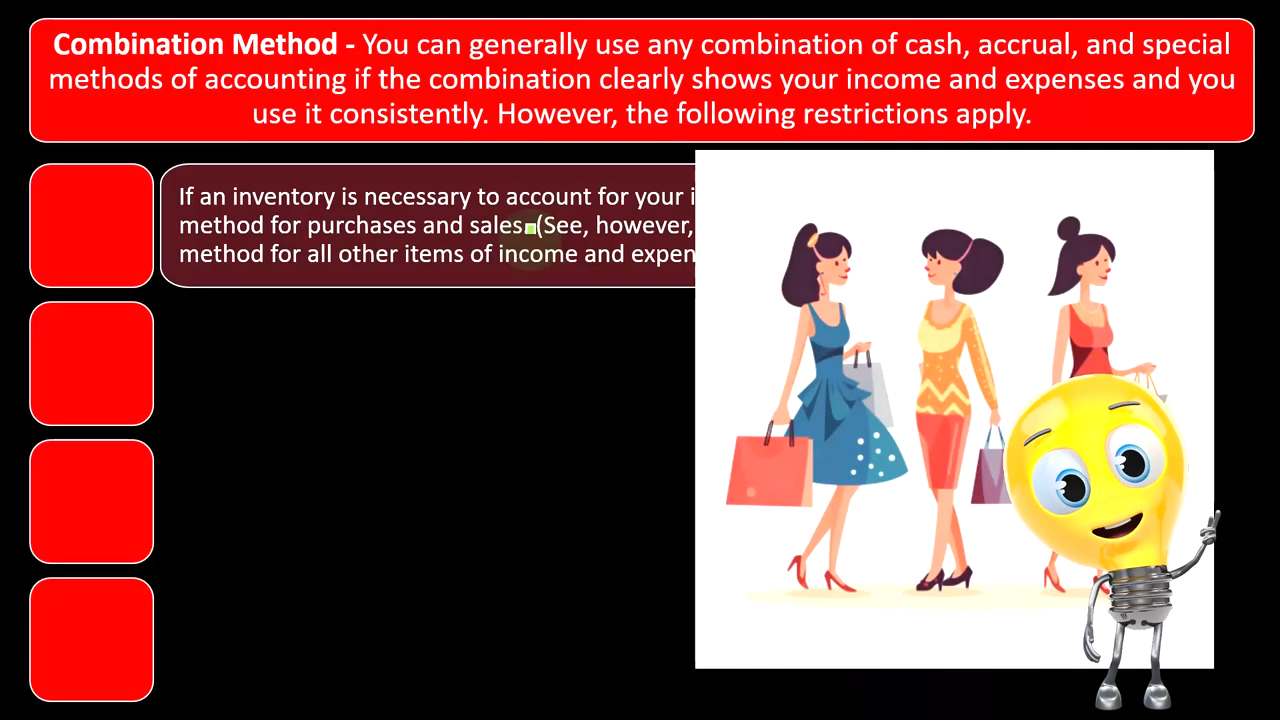 Combination Method - You can generally use any combination of cash, accrual, and special
methods of accounting if the combination clearly shows your income and expenses and you
use it consistently. However, the following restrictions apply.
If an inventory is necessary to account for your
method for purchases and sales. (See, however,
method for all other items of income and